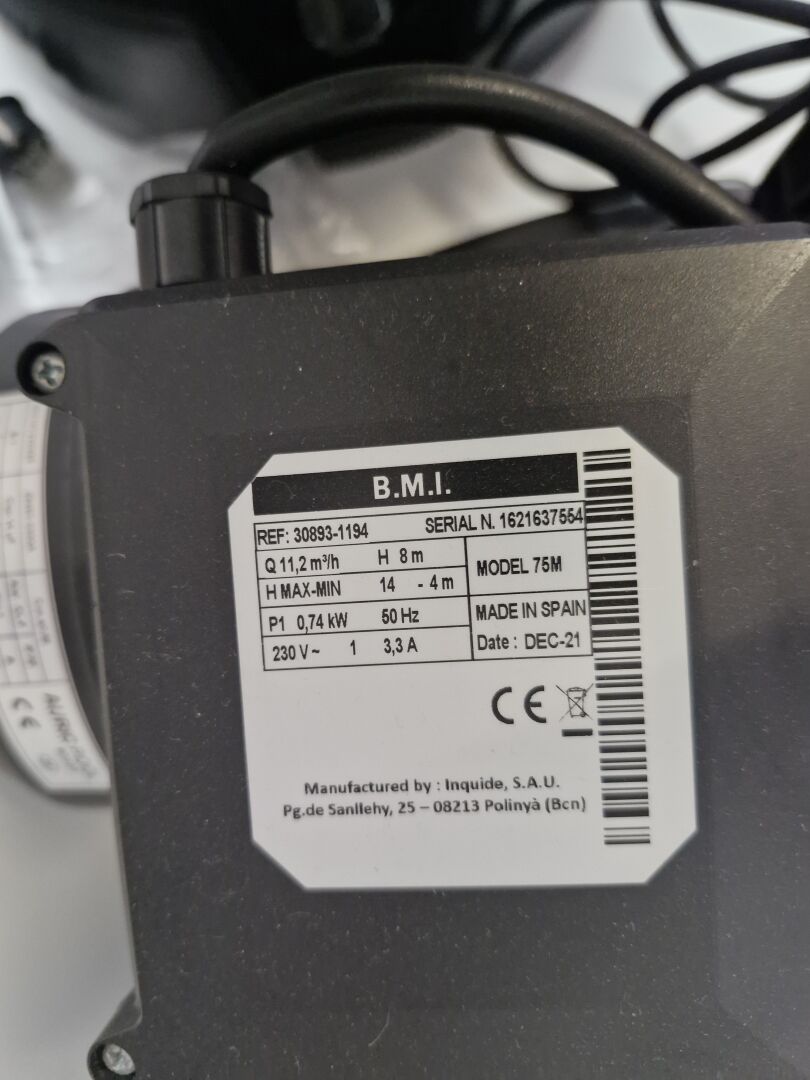 B.M.I.
REF: 30893-1194 SERIAL N. 1621637554
Q 11,2 m³/h H 8 m
MODEL 75M
H MAX-MIN 14 - 4 m
P1 0,74 kW 50 Hz
MADE IN SPAIN
230 V ~ 1 3,3 A
Date : DEC-21
CE
Manufactured by : Inquide, S.A.U.
Pg.de Sanllehy, 25 – 08213 Polinyà (Bcn)
CE